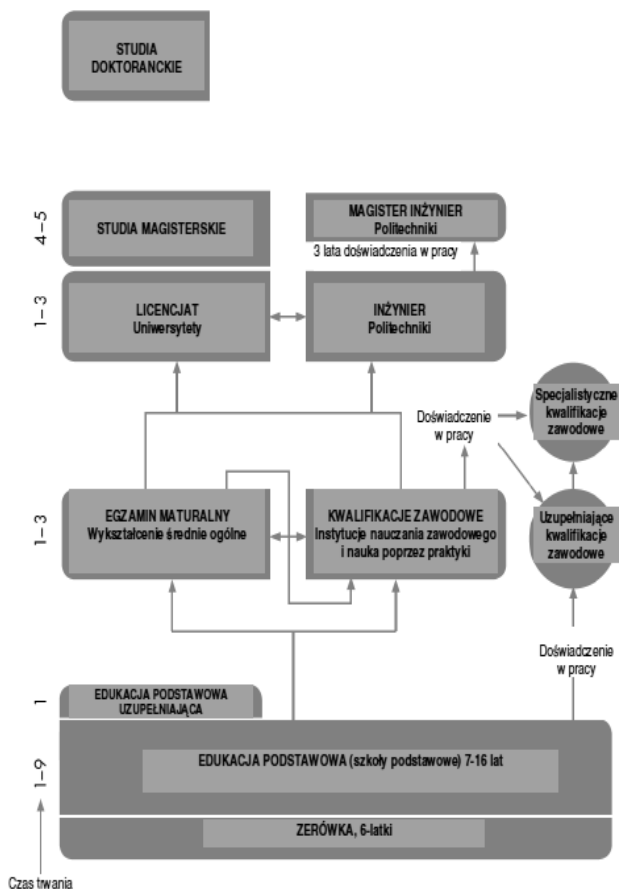 STUDIA
DOKTORANCKIE
4–5
STUDIA MAGISTERSKIE
MAGISTER INŻYNIER
Politechniki
3 lata doświadczenia w pracy
1–3
LICENCJAT
Uniwersytety
INŻYNIER
Politechniki
Doświadczenie
w pracy
Specjalistyczne
kwalifikacje
zawodowe
1–3
EGZAMIN MATURALNY
Wykształcenie średnie ogólne
KWALIFIKACJE ZAWODOWE
Instytucje nauczania zawodowego
i nauka poprzez praktyki
Uzupełniające
kwalifikacje
zawodowe
Doświadczenie
w pracy
1
EDUKACJA PODSTAWOWA
UZUPEŁNIAJĄCA
1–9
EDUKACJA PODSTAWOWA (szkoły podstawowe) 7-16 lat
ZERÓWKA, 6-latki
Czas trwania